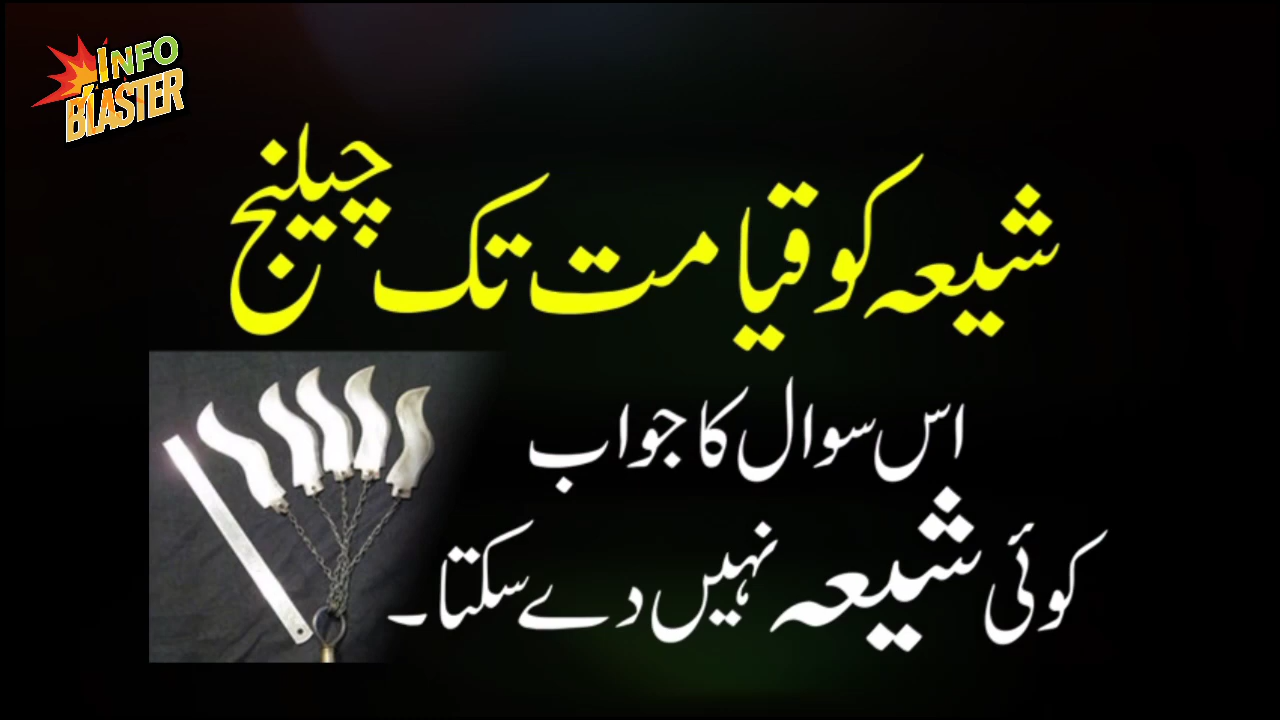 INFO
BLASTER
شیعہ کو قیامت تک چیلنج
اس سوال کا جواب
کوئی شیعہ نہیں دے سکتا۔